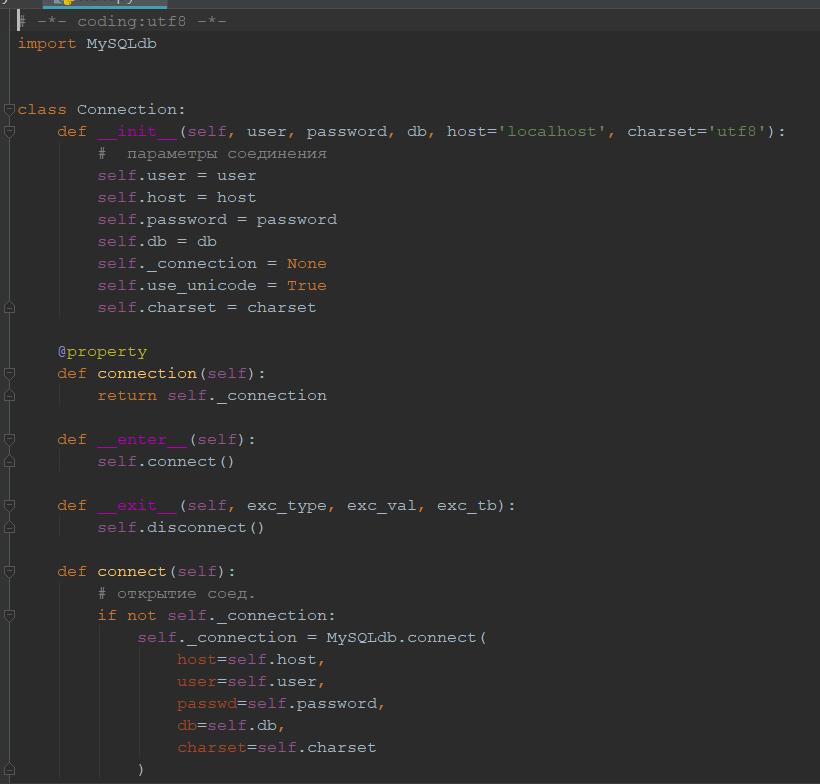 # -*- coding:utf8 -*-
import MySQLdb
class Connection:
def __init__(self, user, password, db, host='localhost', charset='utf8'):
#  параметры соединения
self.user = user
self.host = host
self.password = password
self.db = db
self._connection = None
self.use_unicode = True
self.charset = charset
@property
def connection(self):
return self._connection
def __enter__(self):
self.connect()
def __exit__(self, exc_type, exc_val, exc_tb):
self.disconnect()
def connect(self):
# открытие соед.
if not self._connection:
self._connection = MySQLdb.connect(
host=self.host,
user=self.user,
passwd=self.password,
db=self.db,
charset=self.charset
)